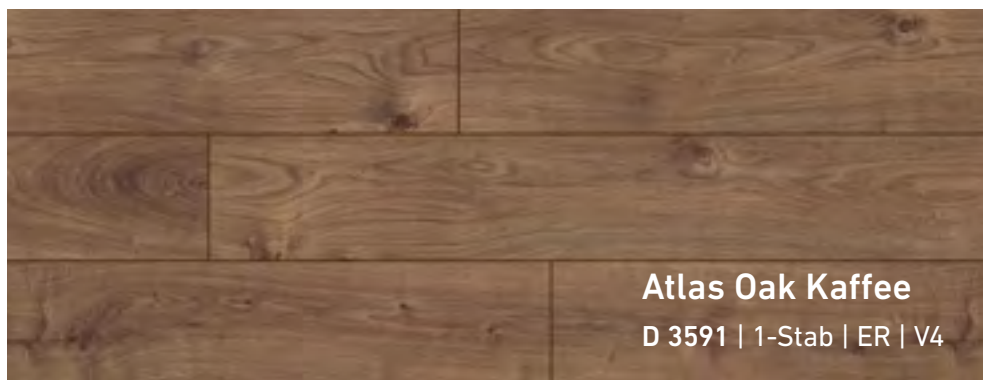 Atlas Oak Kaffee
D 3591 | 1-Stab | ER | V4